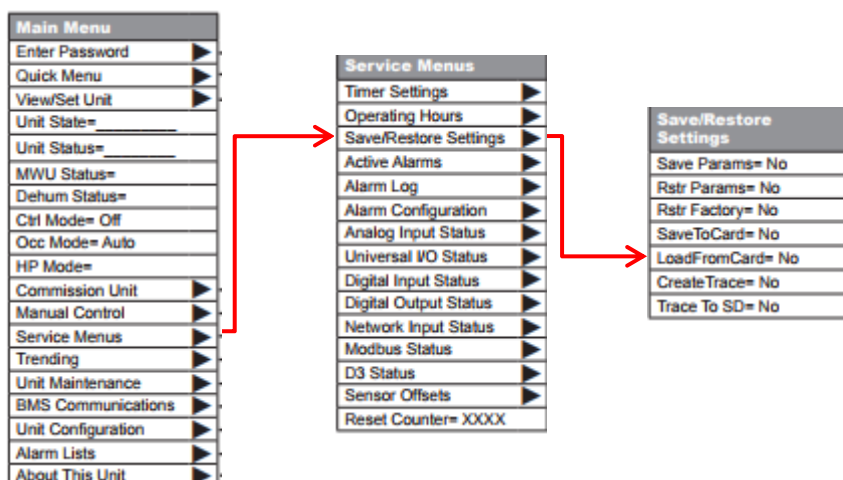 Main Menu
Enter Password
Quick Menu
View/Set Unit
Unit State=_________
Unit Status=________
MWU Status=
Dehum Status=
Ctrl Mode= Off
Occ Mode= Auto
HP Mode=
Commission Unit
Manual Control
Service Menus
Trending
Unit Maintenance
BMS Communications
Unit Configuration
Alarm Lists
About This Unit
Service Menus
Timer Settings
Operating Hours
Save/Restore Settings
Active Alarms
Alarm Log
Alarm Configuration
Analog Input Status
Universal I/O Status
Digital Input Status
Digital Output Status
Network Input Status
Modbus Status
D3 Status
Sensor Offsets
Reset Counter= XXXX
Save/Restore
Settings
Save Params= No
Rstr Params= No
Rstr Factory= No
SaveToCard= No
LoadFromCard= No
CreateTrace= No
Trace To SD= No